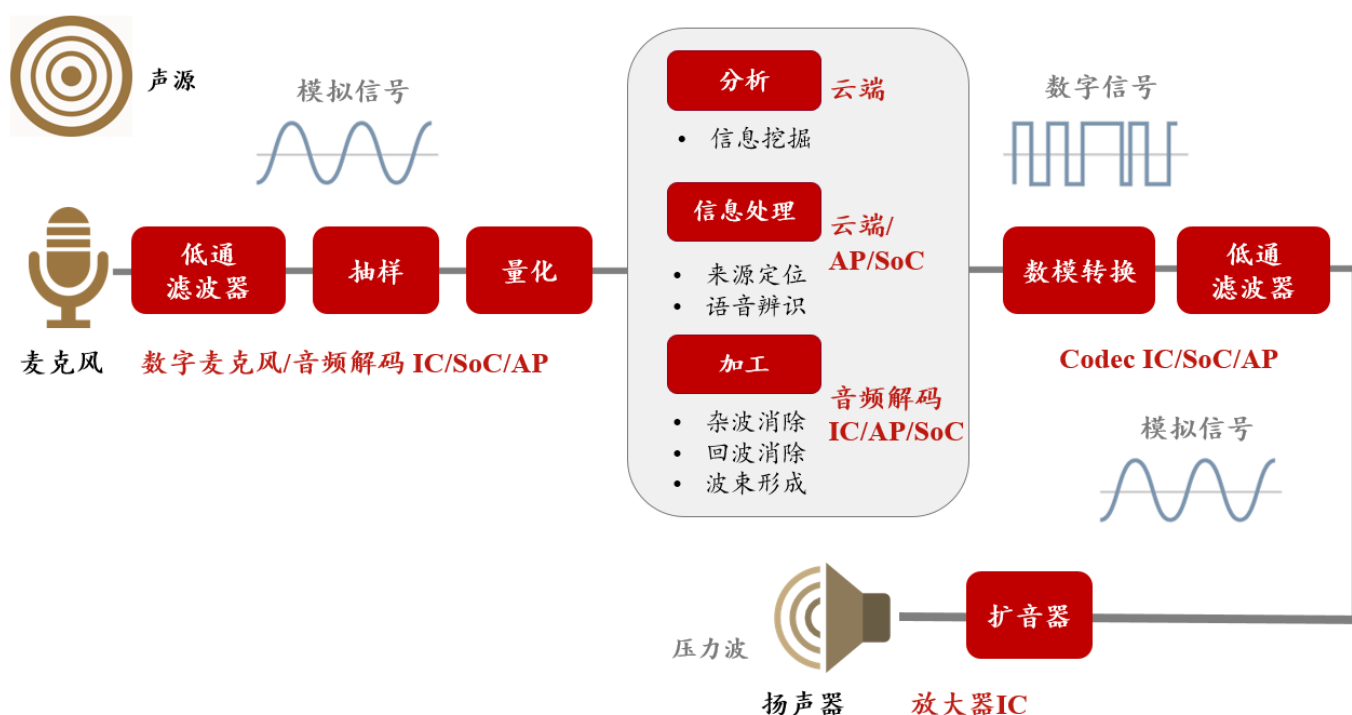 声源
模拟信号
麦克风
低通
滤波器
抽样
量化
数字麦克风/音频解码 IC/SoC/AP
分析
云端
• 信息挖掘
信息处理
云端/
AP/SoC
• 来源定位
• 语音辨识
加工
音频解码
IC/AP/SoC
• 杂波消除
• 回波消除
• 波束形成
数字信号
数模转换
低通
滤波器
Codec IC/SoC/AP
模拟信号
扩音器
放大器IC
压力波
扬声器